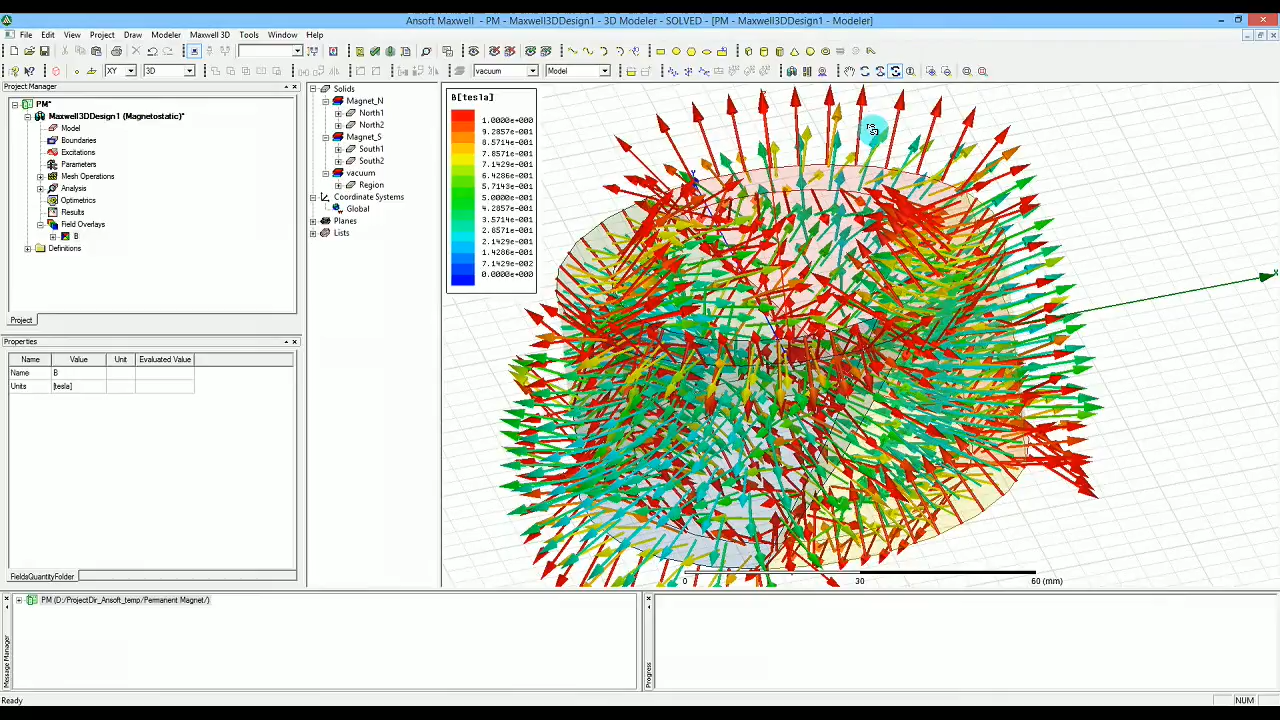 Ansoft Maxwell - PM - Maxwell3DDesign1 - 3D Modeler - SOLVED - [PM - Maxwell3DDesign1 - Modeler]
File Edit View Project Draw Modeler Maxwell 3D Tools Window Help
XY 3D vacuum Model
Project Manager
PM*
Maxwell3DDesign1 (Magnetostatic)*
Model
Boundaries
Excitations
Parameters
Mesh Operations
Analysis
Optimetrics
Results
Field Overlays
B
Definitions
Project
Properties
Name Value Unit Evaluated Value
Name B
Units [tesla]
FieldsQuantityFolder
Solids
Magnet_N
North1
North2
Magnet_S
South1
South2
vacuum
Region
Coordinate Systems
Global
Planes
Lists
B[tesla]
1.0000e+000
9.2857e-001
8.5714e-001
7.8571e-001
7.1429e-001
6.4286e-001
5.7143e-001
5.0000e-001
4.2857e-001
3.5714e-001
2.8571e-001
2.1429e-001
1.4286e-001
7.1429e-002
0.0000e+000
0 30 60 (mm)
Message Manager
PM (D:/ProjectDir_Ansoft_temp/Permanent Magnet/)
Progress
Ready
NUM